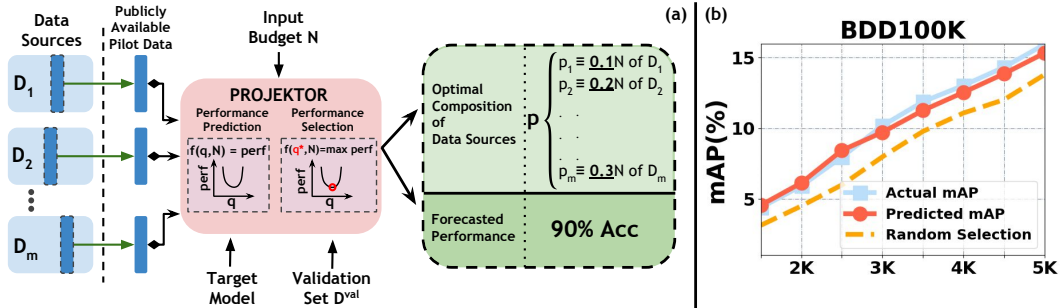 Data
Sources
Publicly
Available
Pilot Data
D1
D2
Dm
Input
Budget N
PROJEKTOR
Performance
Prediction
f(q,N) = perf
perf
q
Performance
Selection
f(q*,N)=max perf
perf
q
Target
Model
Validation
Set Dval
(a)
Optimal
Composition
of
Data Sources
p
p1 ≡ 0.1N of D1
p2 ≡ 0.2N of D2
. .
. .
. .
pm ≡ 0.3N of Dm
Forecasted
Performance
90% Acc
(b)
BDD100K
mAP(%)
15
10
5
Actual mAP
Predicted mAP
Random Selection
2K 3K 3K 4K 4K 5K 5K